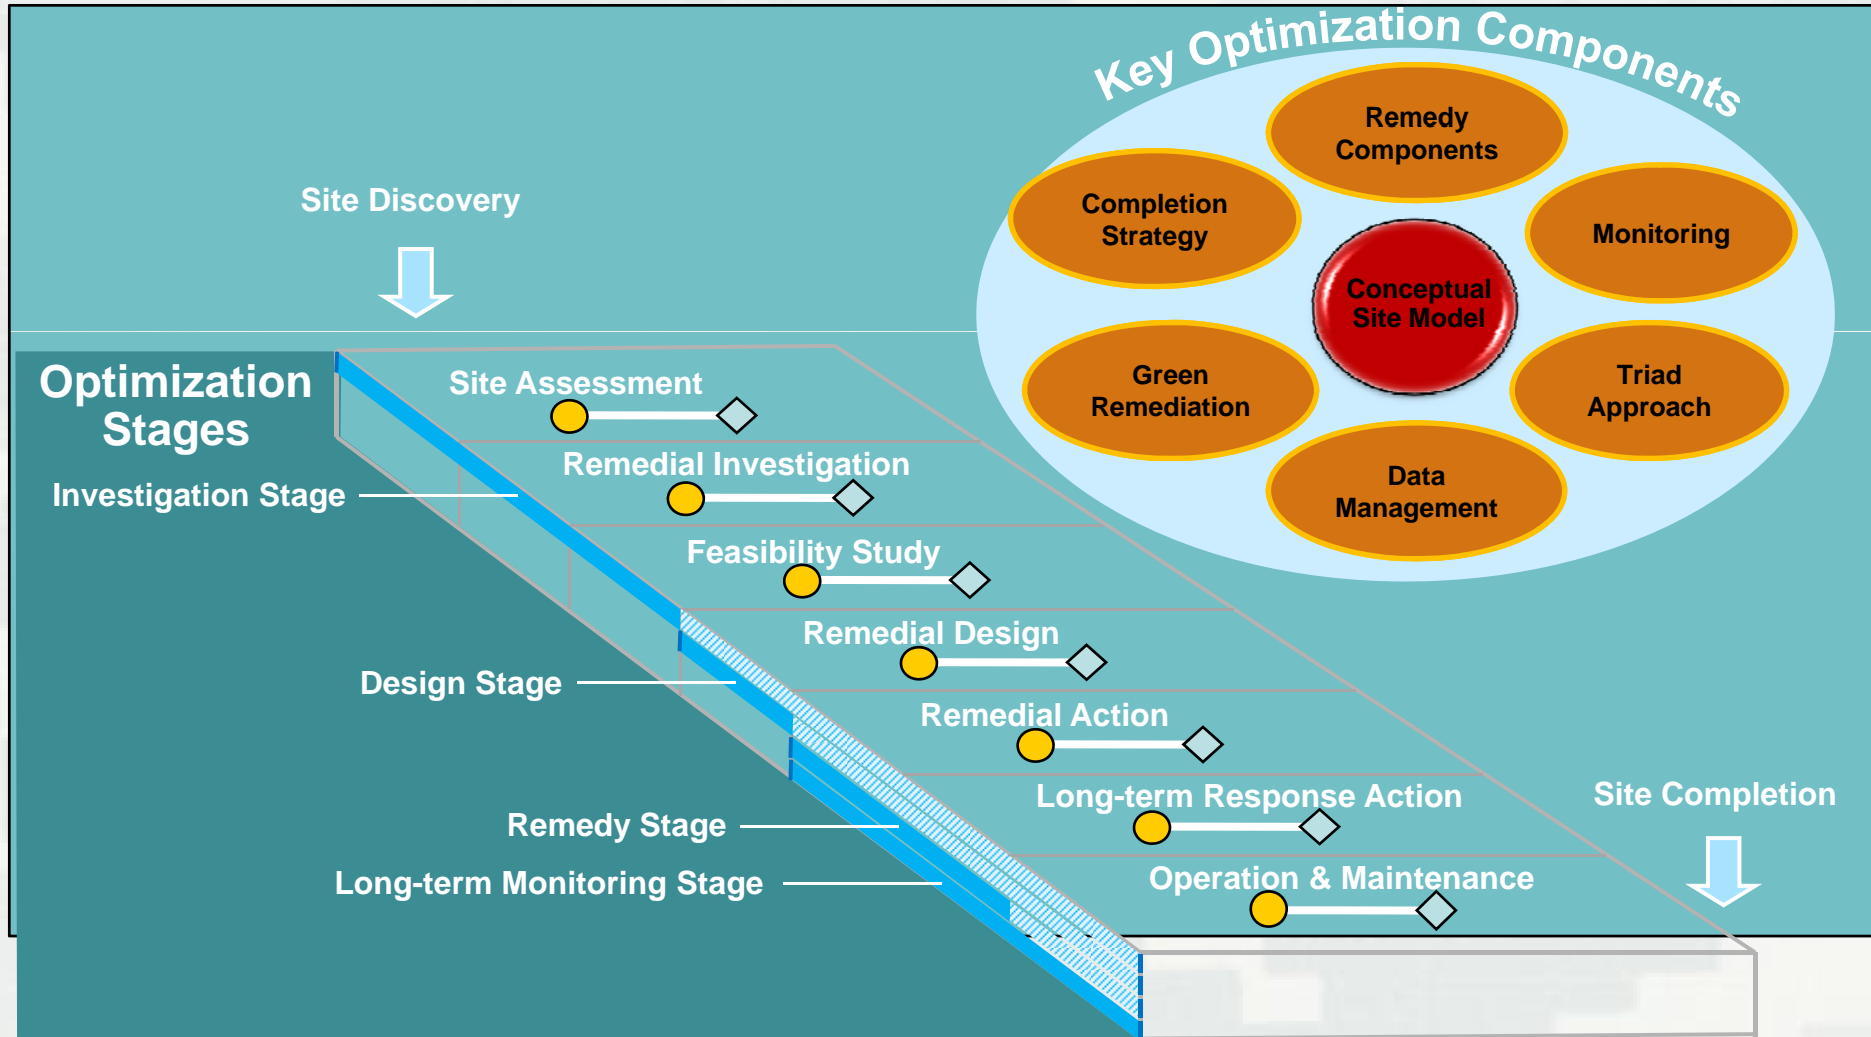 Key Optimization Components
Remedy
Components
Completion
Strategy
Monitoring
Conceptual
Site Model
Green
Remediation
Triad
Approach
Data
Management
Site Discovery
Optimization
Stages
Site Assessment
Remedial Investigation
Investigation Stage
Feasibility Study
Remedial Design
Design Stage
Remedial Action
Long-term Response Action
Site Completion
Remedy Stage
Long-term Monitoring Stage
Operation & Maintenance